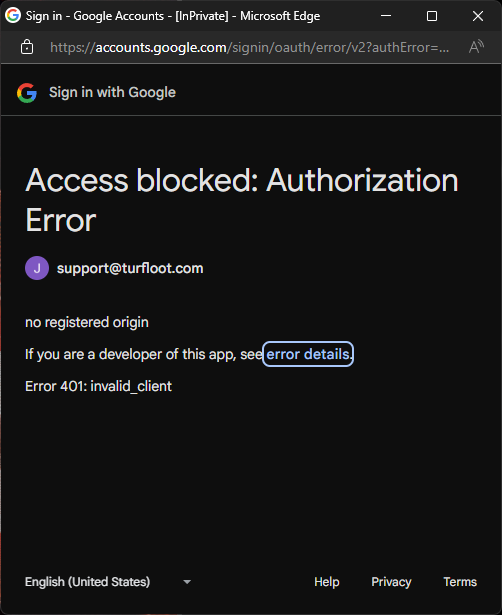 Sign in - Google Accounts - [InPrivate] - Microsoft Edge
https://accounts.google.com/signin/oauth/error/v2?authError=...
Sign in with Google
Access blocked: Authorization
Error
J
support@turfloot.com
no registered origin
If you are a developer of this app, see error details.
Error 401: invalid_client
English (United States)
Help
Privacy
Terms